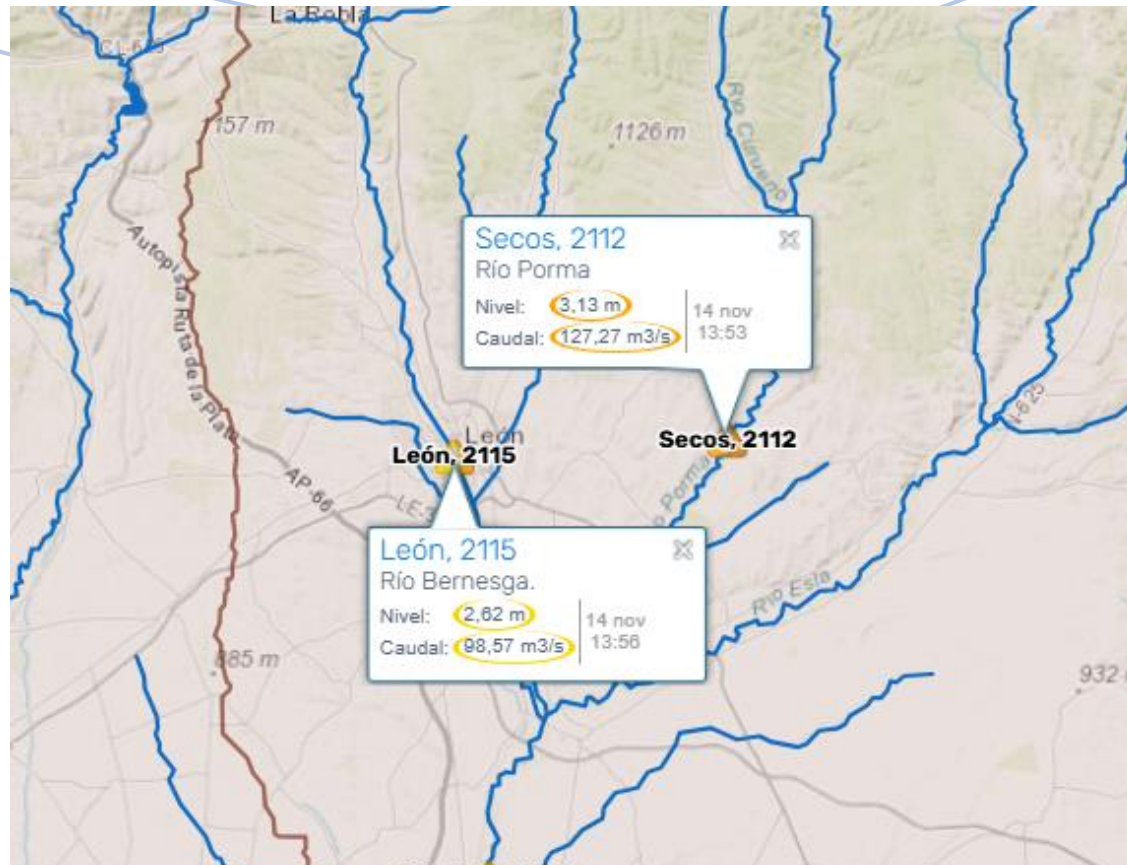 La Robla
CL-626
157 m
1126 m
Río Curueño
Autopista Ruta de la Plata
Secos, 2112
Río Porma
Nivel: 3,13 m
Caudal: 127,27 m3/s
14 nov
13:53
N-625
León
León, 2115
Secos, 2112
Porma
AP-66
León, 2115
Río Bernesga.
Nivel: 2,62 m
Caudal: 98,57 m3/s
14 nov
13:56
Río Esla
885 m
932